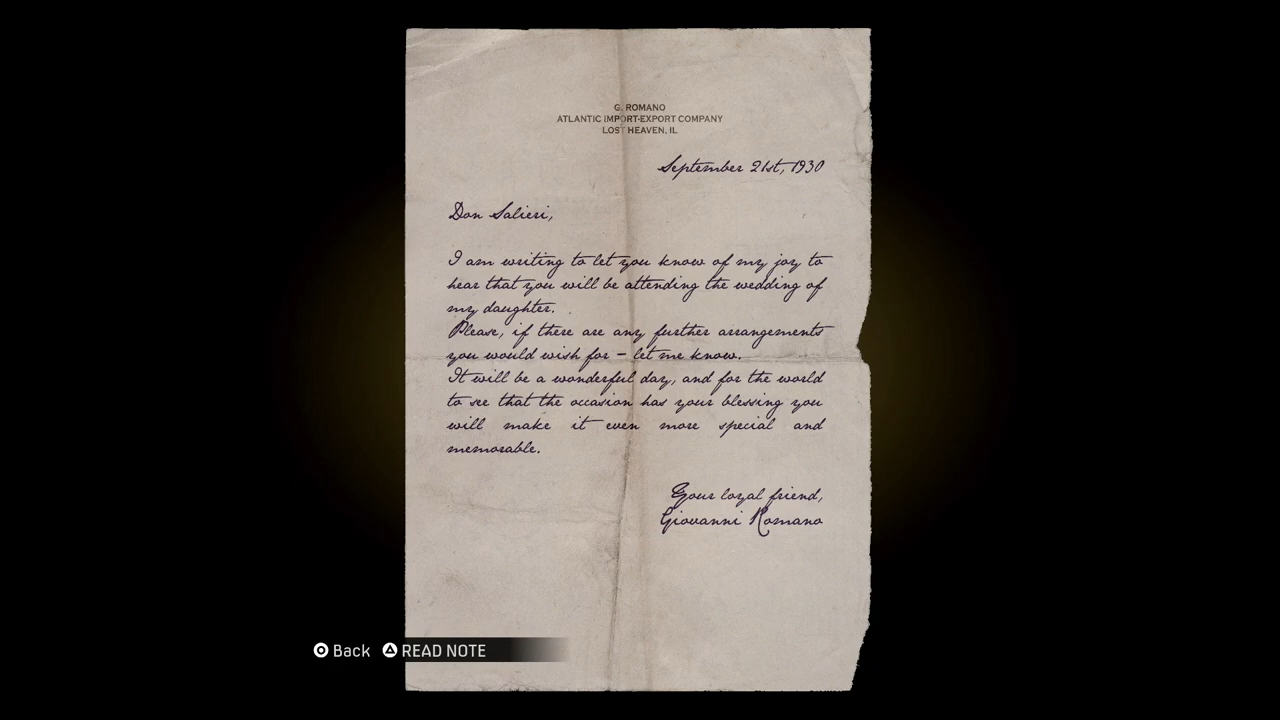 G. ROMANO
ATLANTIC IMPORT-EXPORT COMPANY
LOST HEAVEN, IL
September 21st, 1930
Don Salieri,
I am writing to let you know of my joy to
hear that you will be attending the wedding of
my daughter.
Please, if there are any further arrangements
you would wish for – let me know.
It will be a wonderful day, and for the world
to see that the occasion has your blessing you
will make it even more special and
memorable.
Your loyal friend,
Giovanni Romano
Back READ NOTE